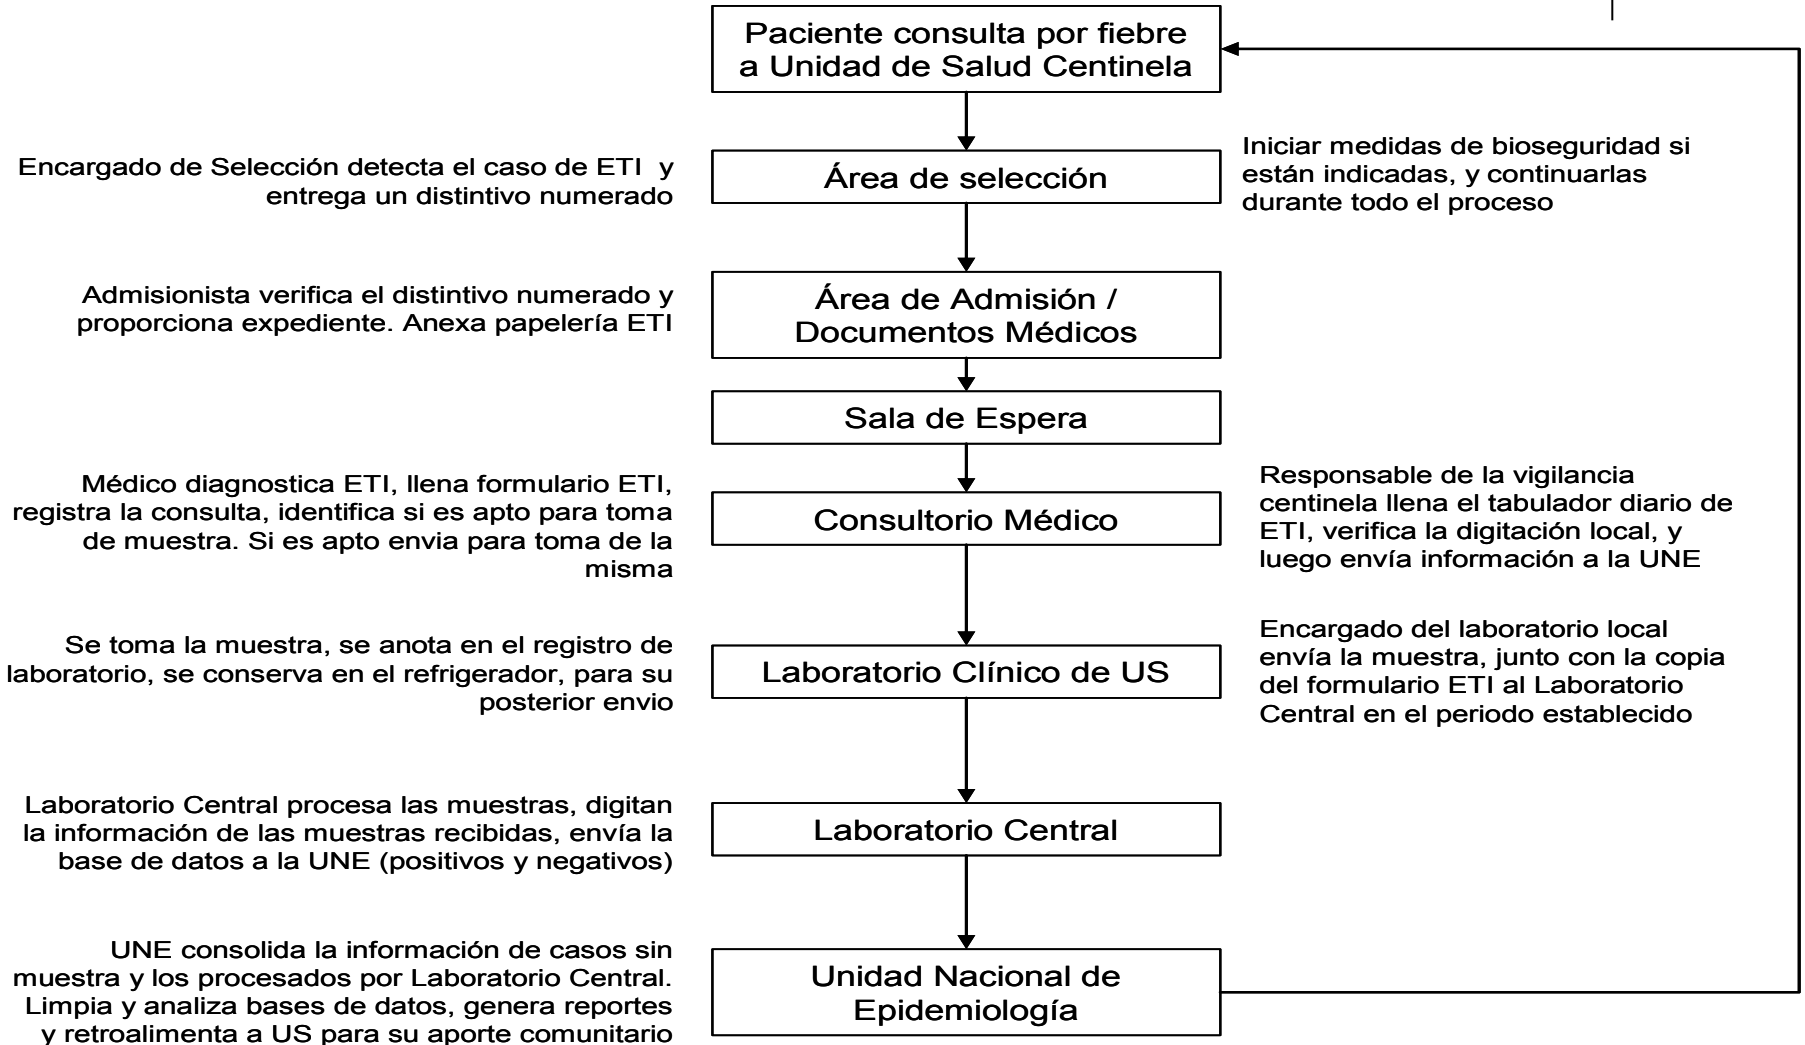 Paciente consulta por fiebre
a Unidad de Salud Centinela
Encargado de Selección detecta el caso de ETI y
entrega un distintivo numerado
Área de selección
Iniciar medidas de bioseguridad si
están indicadas, y continuarlas
durante todo el proceso
Admisionista verifica el distintivo numerado y
proporciona expediente. Anexa papelería ETI
Área de Admisión /
Documentos Médicos
Sala de Espera
Médico diagnostica ETI, llena formulario ETI,
registra la consulta, identifica si es apto para toma
de muestra. Si es apto envia para toma de la
misma
Consultorio Médico
Responsable de la vigilancia
centinela llena el tabulador diario de
ETI, verifica la digitación local, y
luego envía información a la UNE
Se toma la muestra, se anota en el registro de
laboratorio, se conserva en el refrigerador, para su
posterior envio
Laboratorio Clínico de US
Encargado del laboratorio local
envía la muestra, junto con la copia
del formulario ETI al Laboratorio
Central en el periodo establecido
Laboratorio Central procesa las muestras, digitan
la información de las muestras recibidas, envía la
base de datos a la UNE (positivos y negativos)
Laboratorio Central
UNE consolida la información de casos sin
muestra y los procesados por Laboratorio Central.
Limpia y analiza bases de datos, genera reportes
y retroalimenta a US para su aporte comunitario
Unidad Nacional de
Epidemiología